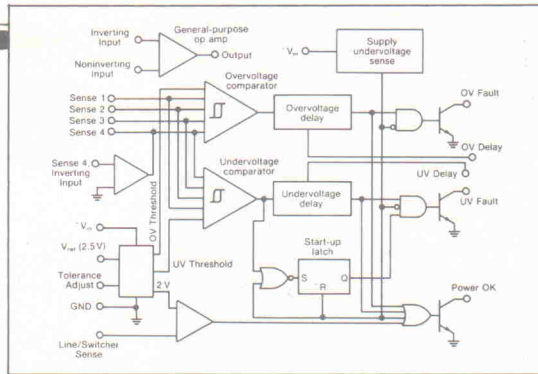 Inverting
Input
General-purpose
op amp
Output
Noninverting
Input
Supply
undervoltage
sense
Overvoltage
comparator
Sense 1
Sense 2
Sense 3
Sense 4
Overvoltage
delay
OV Fault
OV Delay
Sense 4,
Inverting
Input
OV Threshold
Undervoltage
comparator
Undervoltage
delay
UV Delay
UV Fault
Vref (2.5 V)
Tolerance
Adjust
GND
UV Threshold
2 V
Start-up
latch
S
Q
R
Power OK
Line/Switcher
Sense